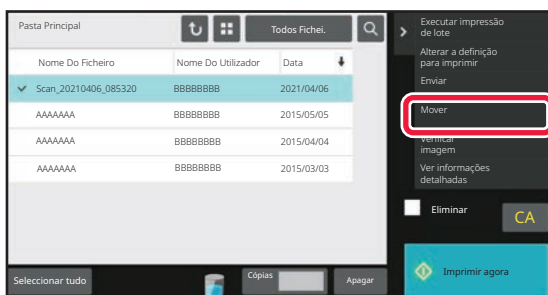 Pasta Principal
Todos Fichei.
Nome Do Ficheiro
Nome Do Utilizador
Data
Scan_20210406_085320
BBBBBBBB
2021/04/06
AAAAAAA
BBBBBBBB
2015/05/05
AAAAAAA
BBBBBBBB
2015/04/04
AAAAAAA
BBBBBBBB
2015/03/03
Seleccionar tudo
Cópias
Apagar
Executar impressão
de lote
Alterar a definição
para imprimir
Enviar
Mover
Verificar
imagem
Ver informações
detalhadas
Eliminar
CA
Imprimir agora